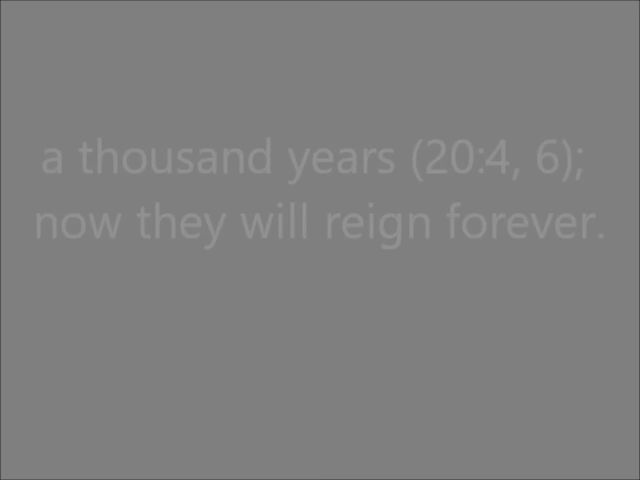 a thousand years (20:4, 6);
now they will reign forever.